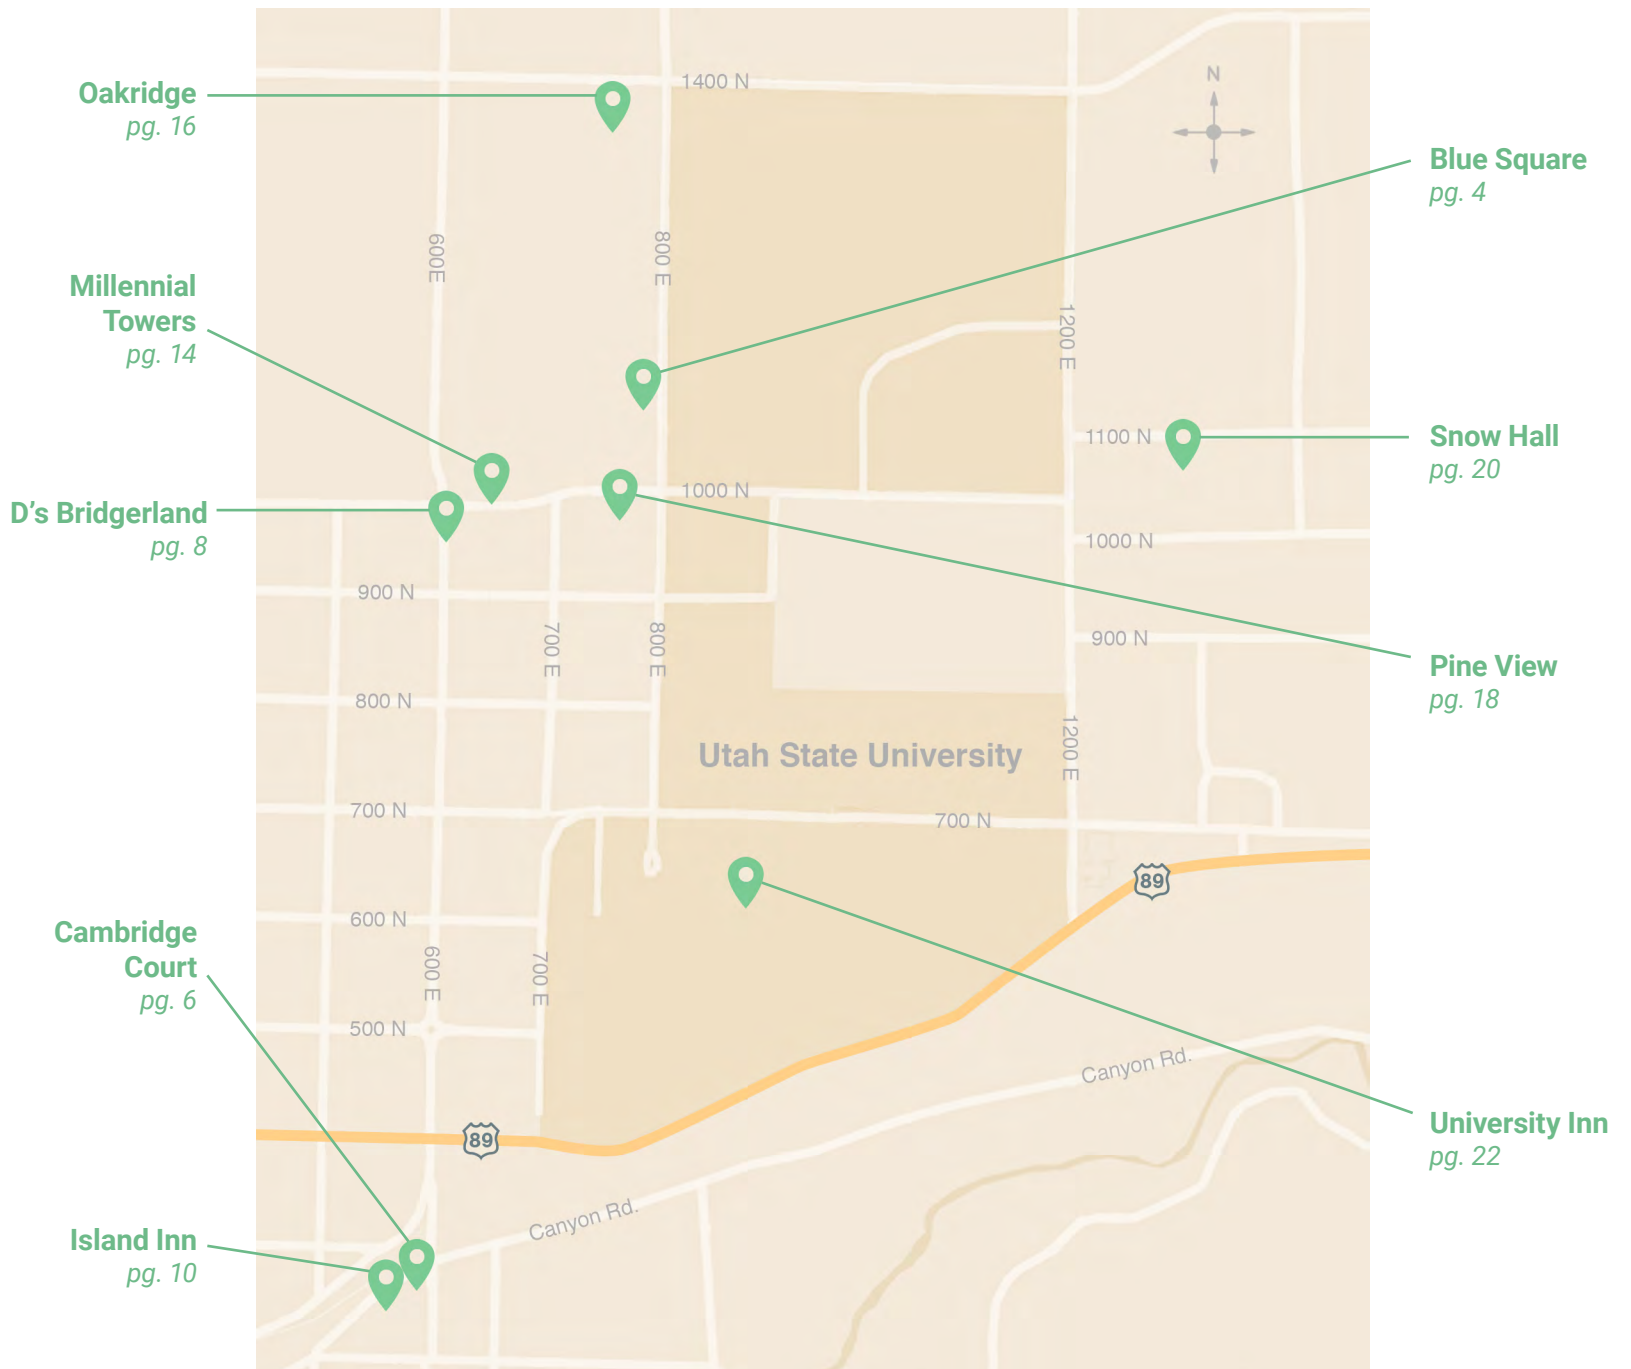 1400 N
N
Oakridge
pg. 16
Blue Square
pg. 4
600E
800 E
Millennial
Towers
pg. 14
1200 E
1100 N
Snow Hall
pg. 20
1000 N
D's Bridgerland
pg. 8
1000 N
900 N
700 E
800 E
900 N
Pine View
pg. 18
800 N
1200 E
Utah State University
700 N
700 N
89
600 N
Cambridge
Court
pg. 6
600 E
700 E
500 N
Canyon Rd.
University Inn
pg. 22
89
Canyon Rd.
Island Inn
pg. 10